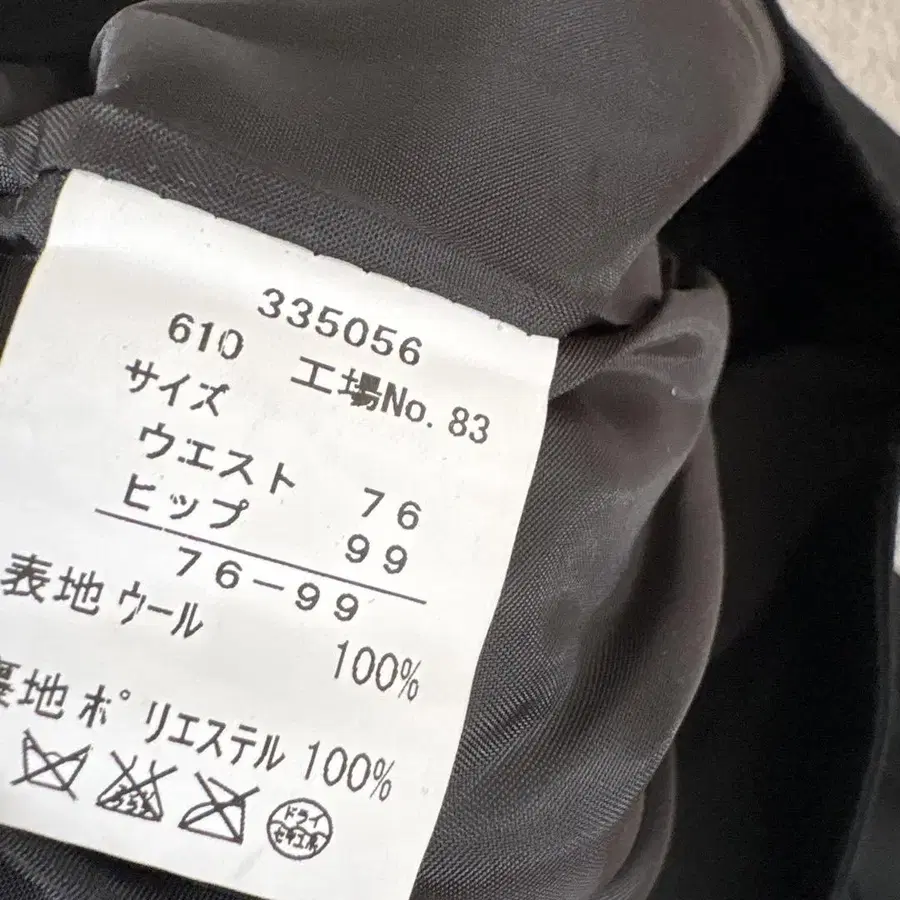 335056
610 工場No. 83
サイズ
ウエスト 76
ヒップ 99
76-99
表地 ウール 100%
裏地 ポリエステル 100%
ドライ
セキユ系